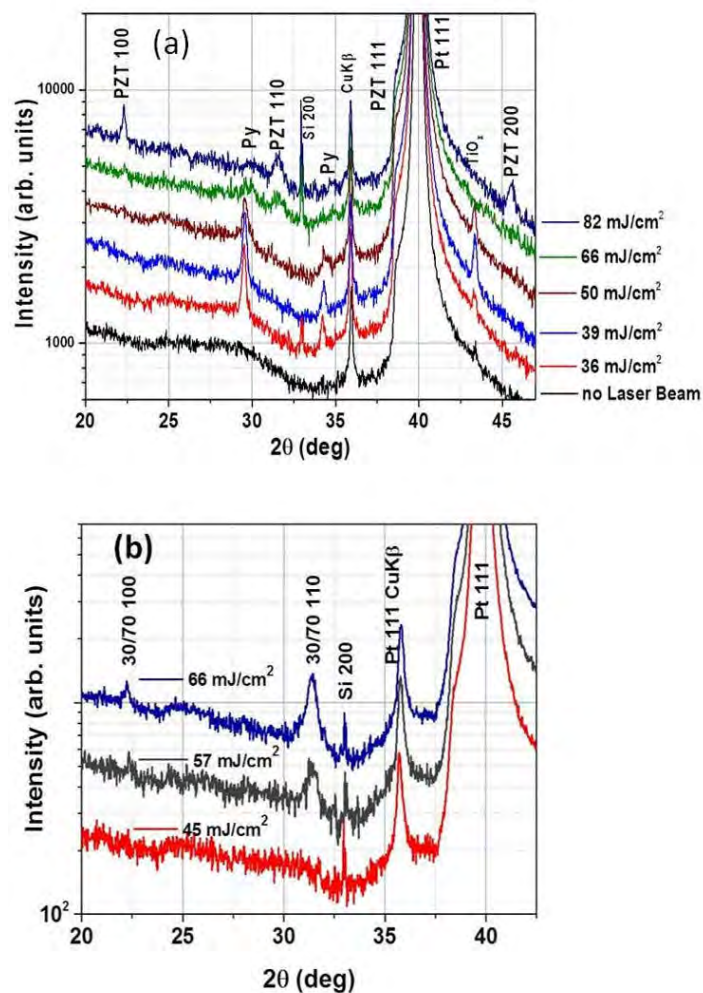 (a)
PZT 100
Py
PZT 110
Si 200
Py
CuKβ
PZT 111
Pt 111
TiOₓ
PZT 200
10000
1000
Intensity (arb. units)
82 mJ/cm²
66 mJ/cm²
50 mJ/cm²
39 mJ/cm²
36 mJ/cm²
no Laser Beam
20 25 30 35 40 45
2θ (deg)
(b)
30/70 100
30/70 110
Si 200
Pt 111 CuKβ
Pt 111
66 mJ/cm²
57 mJ/cm²
45 mJ/cm²
Intensity (arb. units)
10²
20 25 30 35 40
2θ (deg)